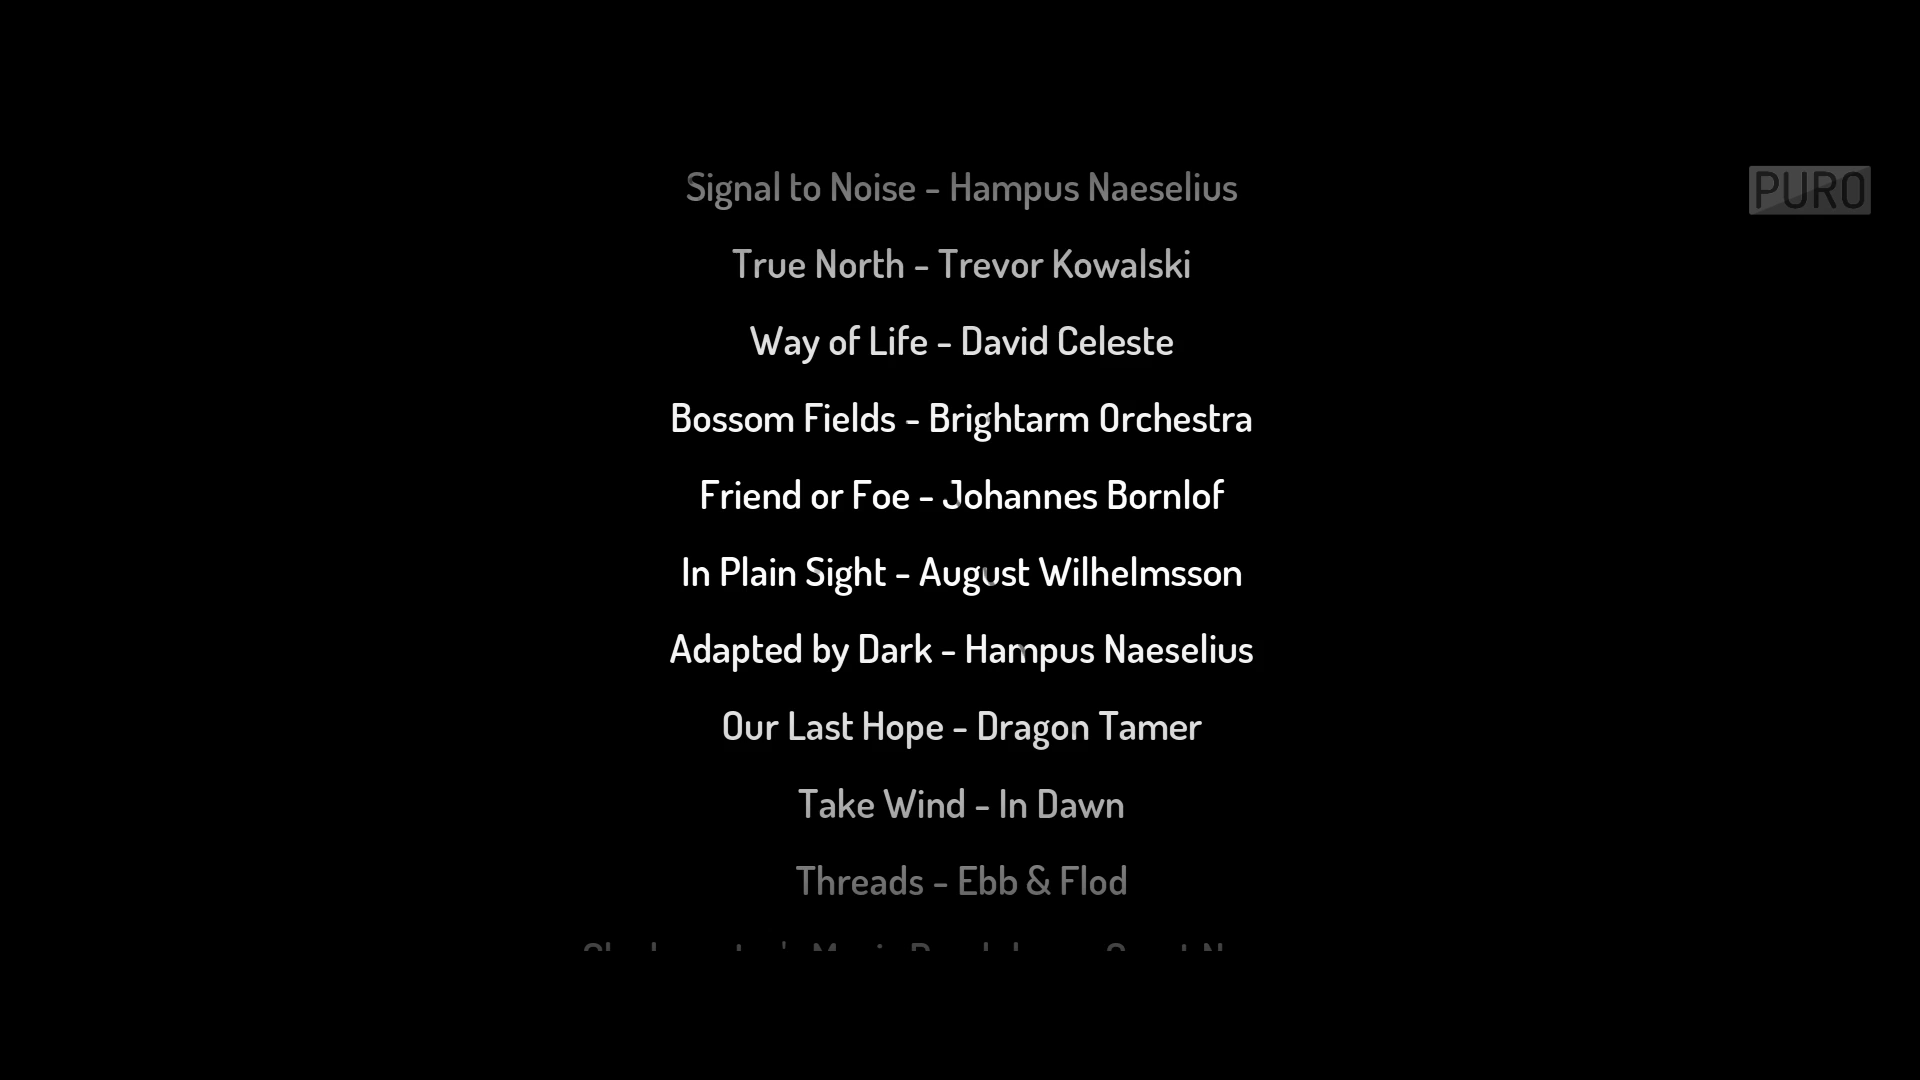 Signal to Noise - Hampus Naeselius
PURO
True North - Trevor Kowalski
Way of Life - David Celeste
Bossom Fields - Brightarm Orchestra
Friend or Foe - Johannes Bornlof
In Plain Sight - August Wilhelmsson
Adapted by Dark - Hampus Naeselius
Our Last Hope - Dragon Tamer
Take Wind - In Dawn
Threads - Ebb & Flod